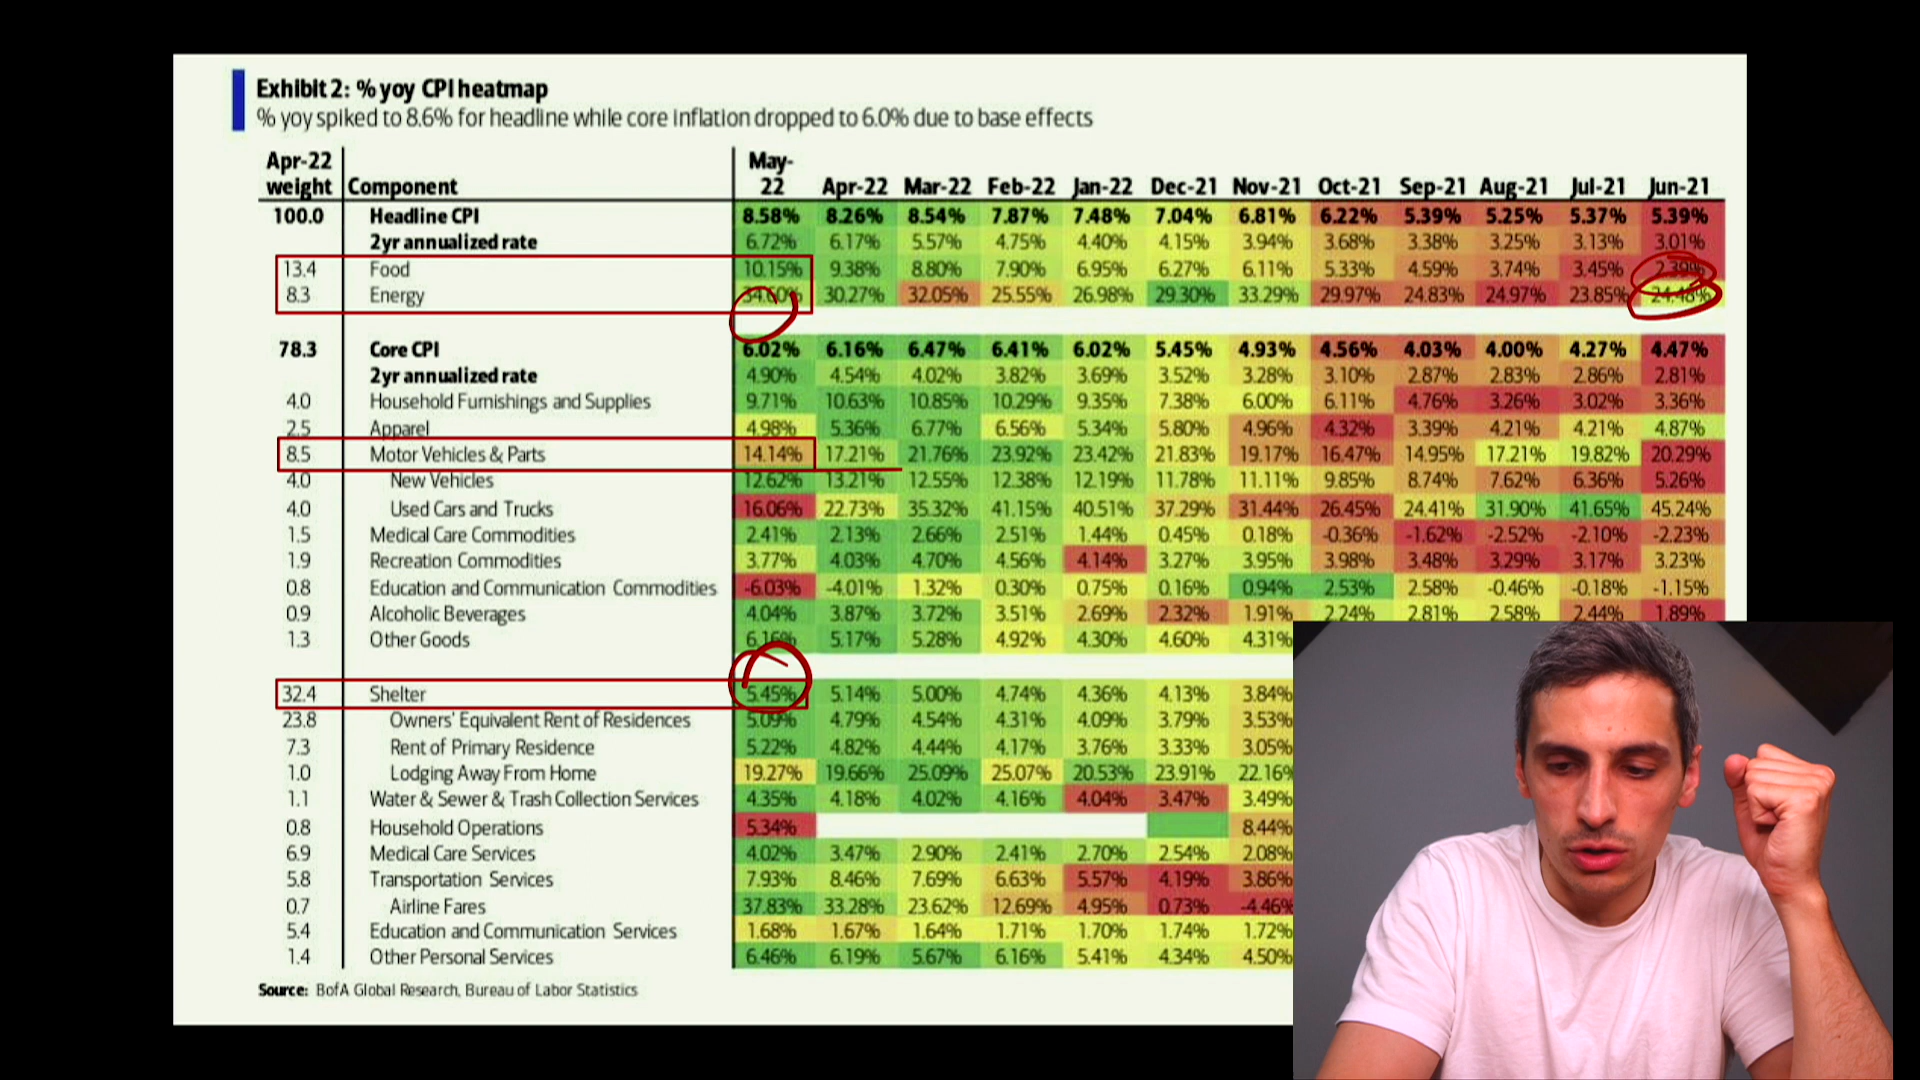 Exhibit 2: % yoy CPI heatmap
% yoy spiked to 8.6% for headline while core inflation dropped to 6.0% due to base effects
Apr-22 weight Component May-22 Apr-22 Mar-22 Feb-22 Jan-22 Dec-21 Nov-21 Oct-21 Sep-21 Aug-21 Jul-21 Jun-21
100.0 Headline CPI 8.58% 8.26% 8.54% 7.87% 7.48% 7.04% 6.81% 6.22% 5.39% 5.25% 5.37% 5.39%
2yr annualized rate 6.72% 6.17% 5.57% 4.75% 4.40% 4.15% 3.94% 3.68% 3.38% 3.25% 3.13% 3.01%
13.4 Food 10.15% 9.38% 8.80% 7.90% 6.95% 6.27% 6.11% 5.33% 4.59% 3.74% 3.45% 2.39%
8.3 Energy 34.60% 30.27% 32.05% 25.55% 26.98% 29.30% 33.29% 29.97% 24.83% 24.97% 23.85% 24.48%
78.3 Core CPI 6.02% 6.16% 6.47% 6.41% 6.02% 5.45% 4.93% 4.56% 4.03% 4.00% 4.27% 4.47%
2yr annualized rate 4.90% 4.54% 4.02% 3.82% 3.69% 3.52% 3.28% 3.10% 2.87% 2.83% 2.86% 2.81%
4.0 Household Furnishings and Supplies 9.71% 10.63% 10.85% 10.29% 9.35% 7.38% 6.00% 6.11% 4.76% 3.26% 3.02% 3.36%
2.5 Apparel 4.98% 5.36% 6.77% 6.56% 5.34% 5.80% 4.96% 4.32% 3.39% 4.21% 4.21% 4.87%
8.5 Motor Vehicles & Parts 14.14% 17.21% 21.76% 23.92% 23.42% 21.83% 19.17% 16.47% 14.95% 17.21% 19.82% 20.29%
4.0 New Vehicles 12.62% 13.21% 12.55% 12.38% 12.19% 11.78% 11.11% 9.85% 8.74% 7.62% 6.36% 5.26%
4.0 Used Cars and Trucks 16.06% 22.73% 35.32% 41.15% 40.51% 37.29% 31.44% 26.45% 24.41% 31.90% 41.65% 45.24%
1.5 Medical Care Commodities 2.41% 2.13% 2.66% 2.51% 1.44% 0.45% 0.18% -0.36% -1.62% -2.52% -2.10% -2.23%
1.9 Recreation Commodities 3.77% 4.03% 4.70% 4.56% 4.14% 3.27% 3.95% 3.98% 3.48% 3.29% 3.17% 3.23%
0.8 Education and Communication Commodities -6.03% -4.01% 1.32% 0.30% 0.75% 0.16% 0.94% 2.53% 2.58% -0.46% -0.18% -1.15%
0.9 Alcoholic Beverages 4.04% 3.87% 3.72% 3.51% 2.69% 2.32% 1.91% 2.24% 2.81% 2.58% 2.44% 1.89%
1.3 Other Goods 6.16% 5.17% 5.28% 4.92% 4.30% 4.60% 4.31%
32.4 Shelter 5.45% 5.14% 5.00% 4.74% 4.36% 4.13% 3.84%
23.8 Owners' Equivalent Rent of Residences 5.09% 4.79% 4.54% 4.31% 4.09% 3.79% 3.53%
7.3 Rent of Primary Residence 5.22% 4.82% 4.44% 4.17% 3.76% 3.33% 3.05%
1.0 Lodging Away From Home 19.27% 19.66% 25.09% 25.07% 20.53% 23.91% 22.16%
1.1 Water & Sewer & Trash Collection Services 4.35% 4.18% 4.02% 4.16% 4.04% 3.47% 3.49%
0.8 Household Operations 5.34% 8.44%
6.9 Medical Care Services 4.02% 3.47% 2.90% 2.41% 2.70% 2.54% 2.08%
5.8 Transportation Services 7.93% 8.46% 7.69% 6.63% 5.57% 4.19% 3.86%
0.7 Airline Fares 37.83% 33.28% 23.62% 12.69% 4.95% 0.73% -4.46%
5.4 Education and Communication Services 1.68% 1.67% 1.64% 1.71% 1.70% 1.74% 1.72%
1.4 Other Personal Services 6.46% 6.19% 5.67% 6.16% 5.41% 4.34% 4.50%
Source: BofA Global Research, Bureau of Labor Statistics